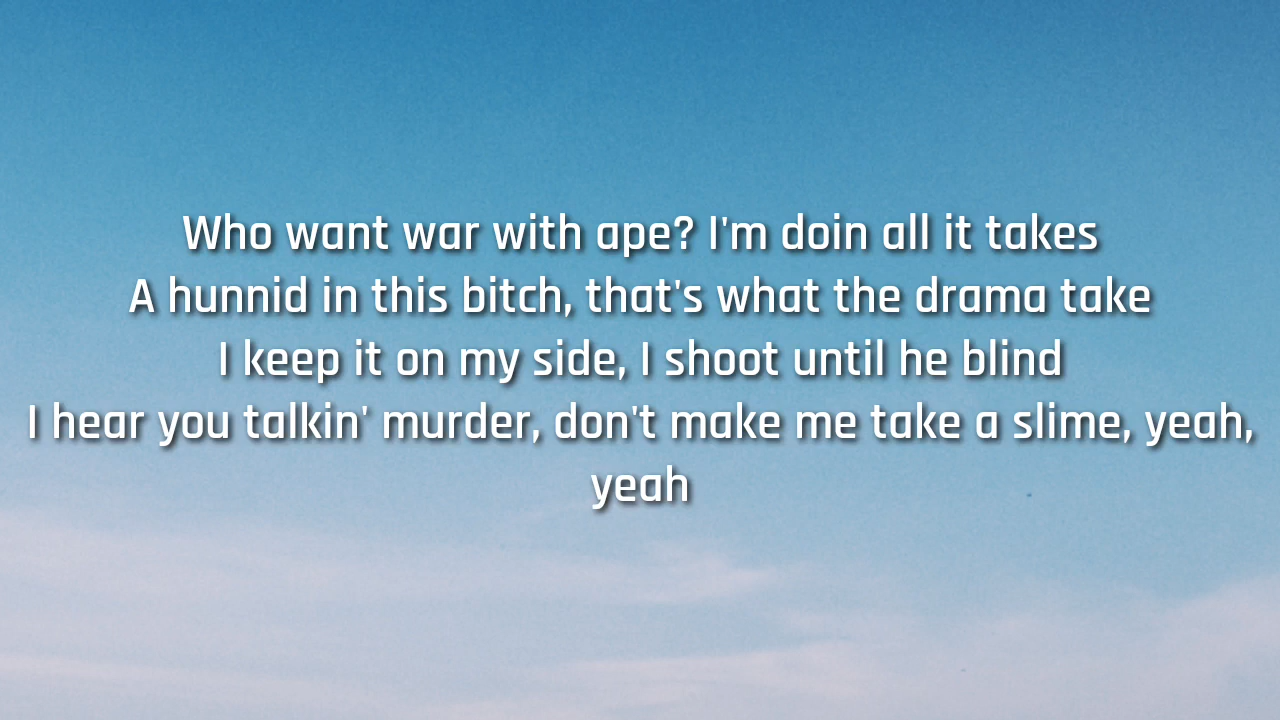 Who want war with ape? I'm doin all it takes
A hunnid in this bitch, that's what the drama take
I keep it on my side, I shoot until he blind
I hear you talkin' murder, don't make me take a slime, yeah,
yeah